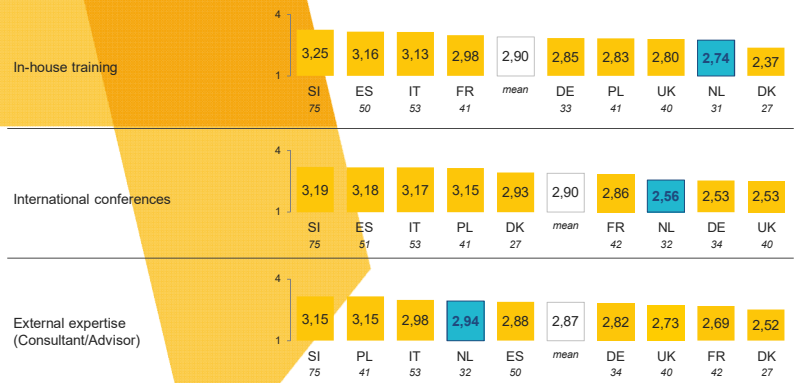 4
In-house training
3,25 3,16 3,13 2,98 2,90 2,85 2,83 2,80 2,74 2,37
1
SI ES IT FR mean DE PL UK NL DK
75 50 53 41 33 41 40 31 27
4
International conferences
3,19 3,18 3,17 3,15 2,93 2,90 2,86 2,56 2,53 2,53
1
SI ES IT PL DK mean FR NL DE UK
75 51 53 41 27 42 32 34 40
4
External expertise
(Consultant/Advisor)
3,15 3,15 2,98 2,94 2,88 2,87 2,82 2,73 2,69 2,52
1
SI PL IT NL ES mean DE UK FR DK
75 41 53 32 50 34 40 42 27